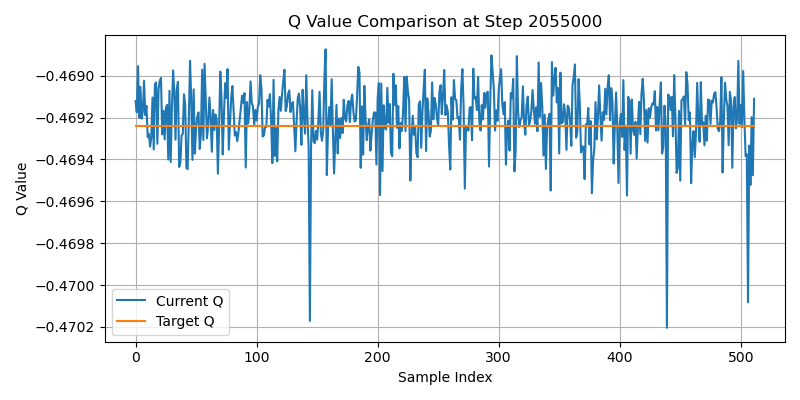 Q Value Comparison at Step 2055000
Q Value
−0.4690
−0.4692
−0.4694
−0.4696
−0.4698
−0.4700
−0.4702
Current Q
Target Q
0 100 200 300 400 500
Sample Index